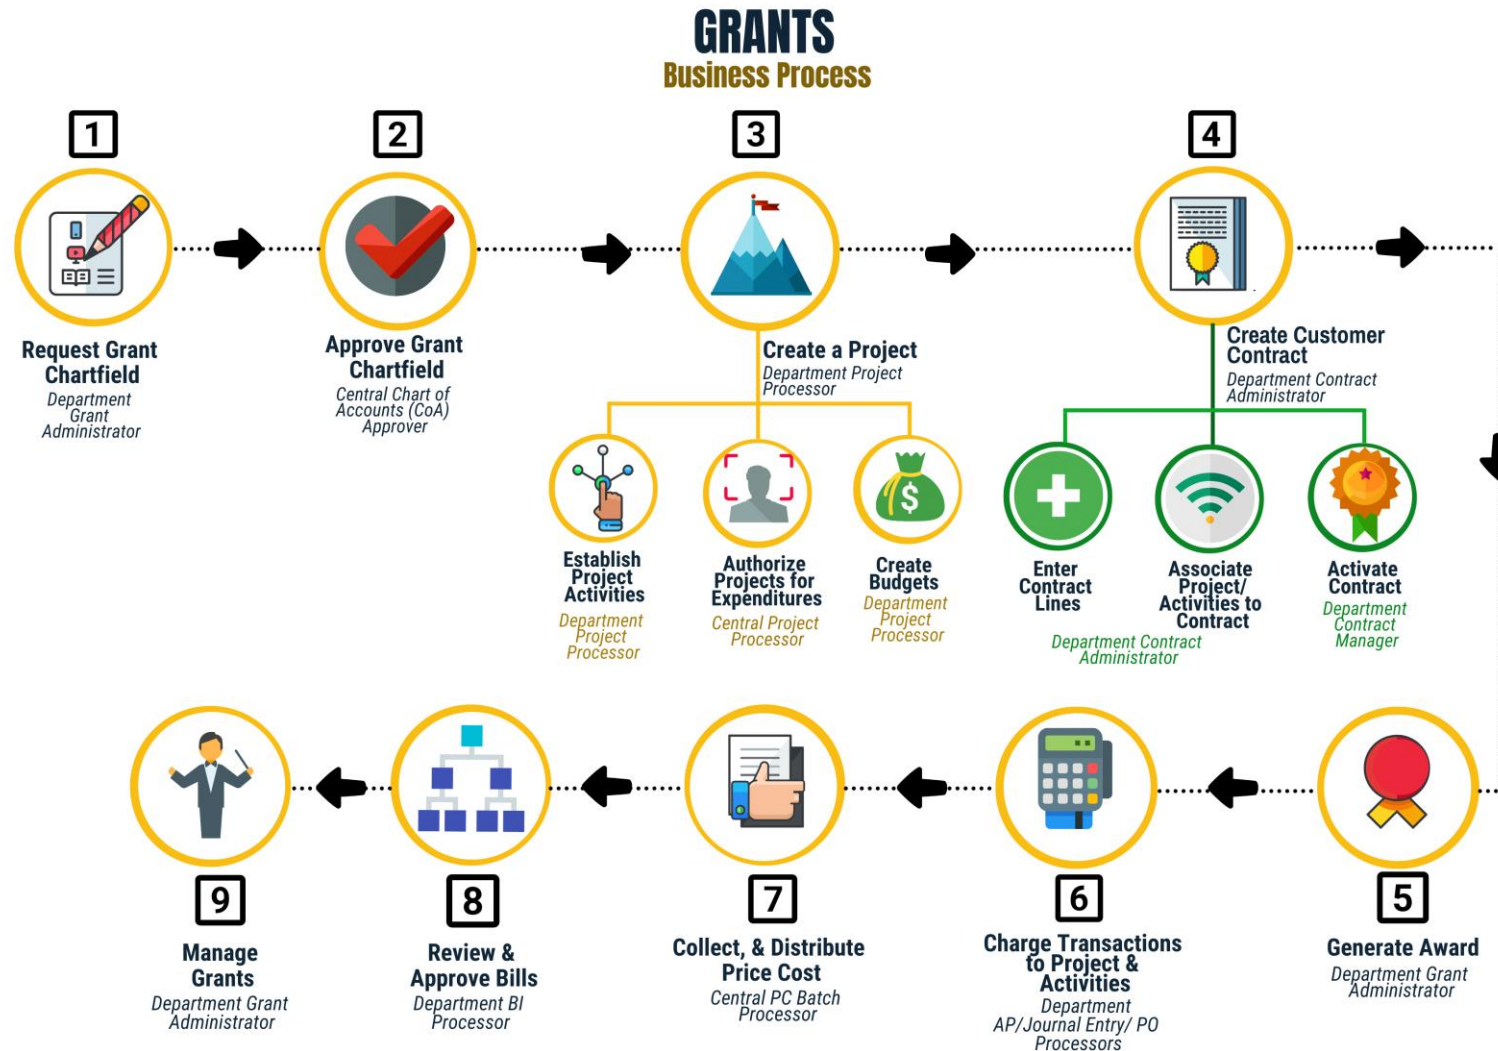 GRANTS
Business Process
1
2
3
4
Request Grant
Chartfield
Department
Grant
Administrator
Approve Grant
Chartfield
Central Chart of
Accounts (CoA)
Approver
Create a Project
Department Project
Processor
Create Customer
Contract
Department Contract
Administrator
Establish
Project
Activities
Department
Project
Processor
Authorize
Projects for
Expenditures
Central Project
Processor
$
Create
Budgets
Department
Project
Processor
Enter
Contract
Lines
Associate
Project/
Activities to
Contract
Department Contract
Administrator
Activate
Contract
Department
Contract
Manager
9
Manage
Grants
Department Grant
Administrator
8
Review &
Approve Bills
Department BI
Processor
7
Collect, & Distribute
Price Cost
Central PC Batch
Processor
6
Charge Transactions
to Project &
Activities
Department
AP/Journal Entry/ PO
Processors
5
Generate Award
Department Grant
Administrator